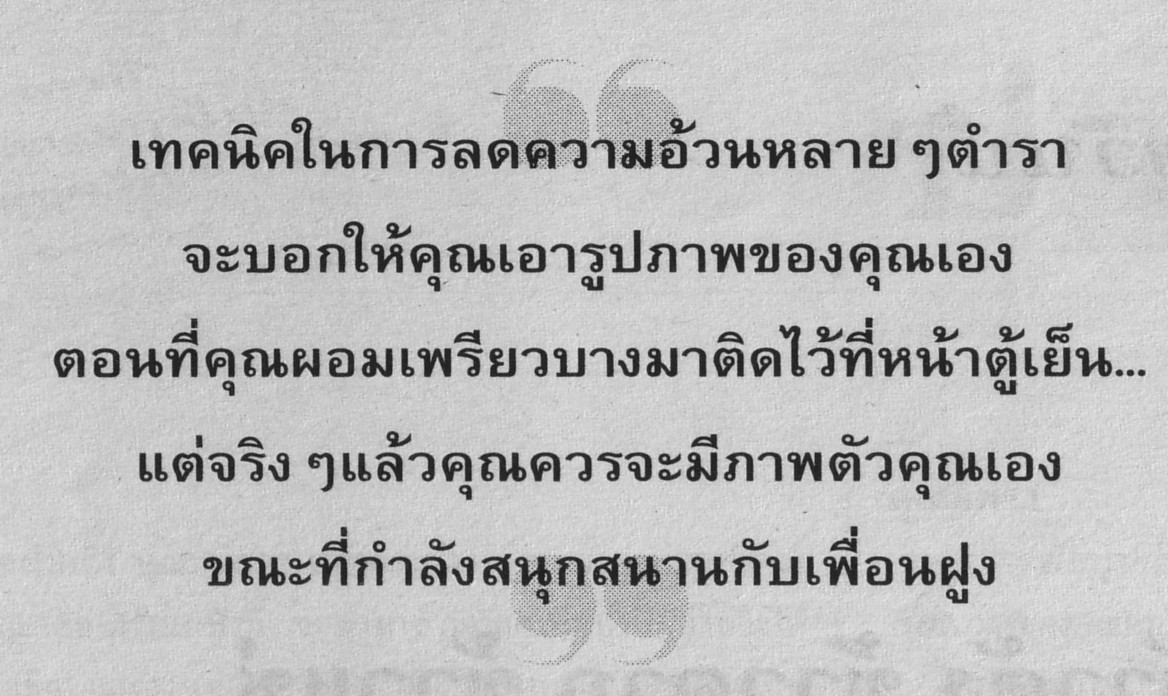 เทคนิคในการลดความอ้วนหลาย ๆตำรา
จะบอกให้คุณเอารูปภาพของคุณเอง
ตอนที่คุณผอมเพรียวบางมาติดไว้ที่หน้าตู้เย็น...
แต่จริง ๆแล้วคุณควรจะมีภาพตัวคุณเอง
ขณะที่กำลังสนุกสนานกับเพื่อนฝูง